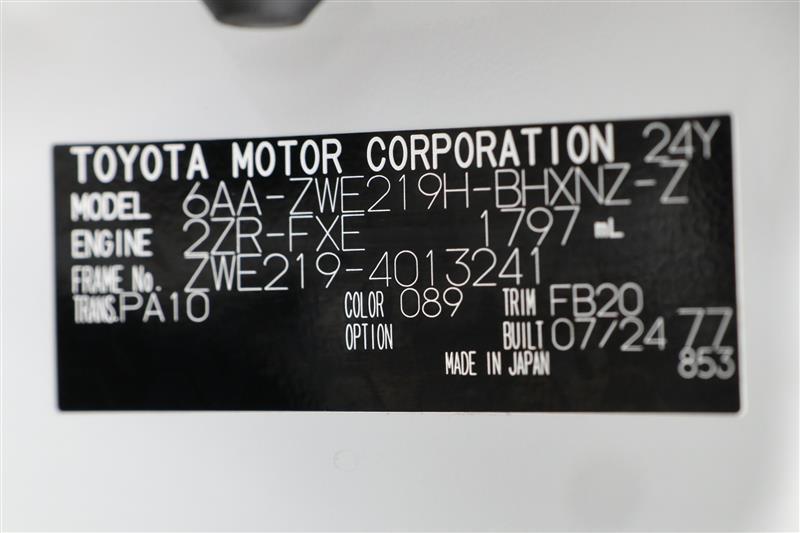 TOYOTA MOTOR CORPORATION 24Y
MODEL 6AA-ZWE219H-BHXNZ-Z
ENGINE 2ZR-FXE 1797 mL
FRAME No. ZWE219-4013241
TRANS. PA10 COLOR 089 TRIM FB20
OPTION BUILT 07/24 77
MADE IN JAPAN 853